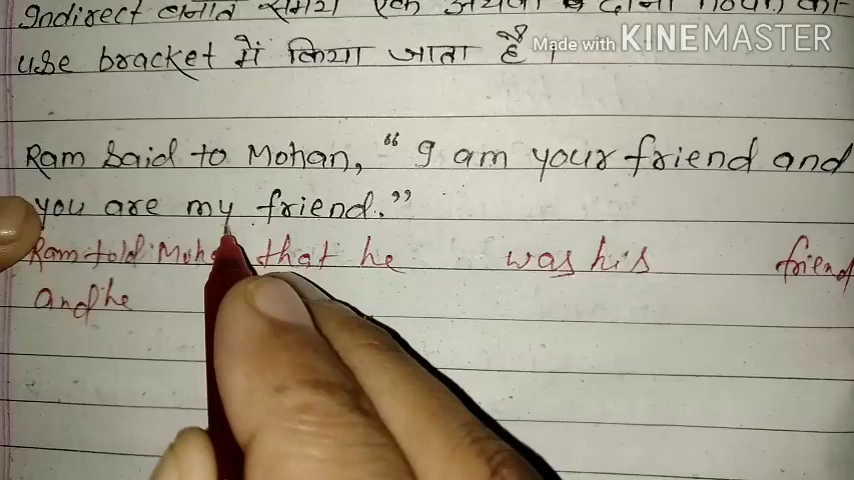 Indirect बनाते समय एक अथवा दोनों noun का
use bracket में किया जाता है ।
Made with KINEMASTER
Ram said to Mohan, “I am your friend and
you are my friend.”
Ram told Moha that he was his friend
and he